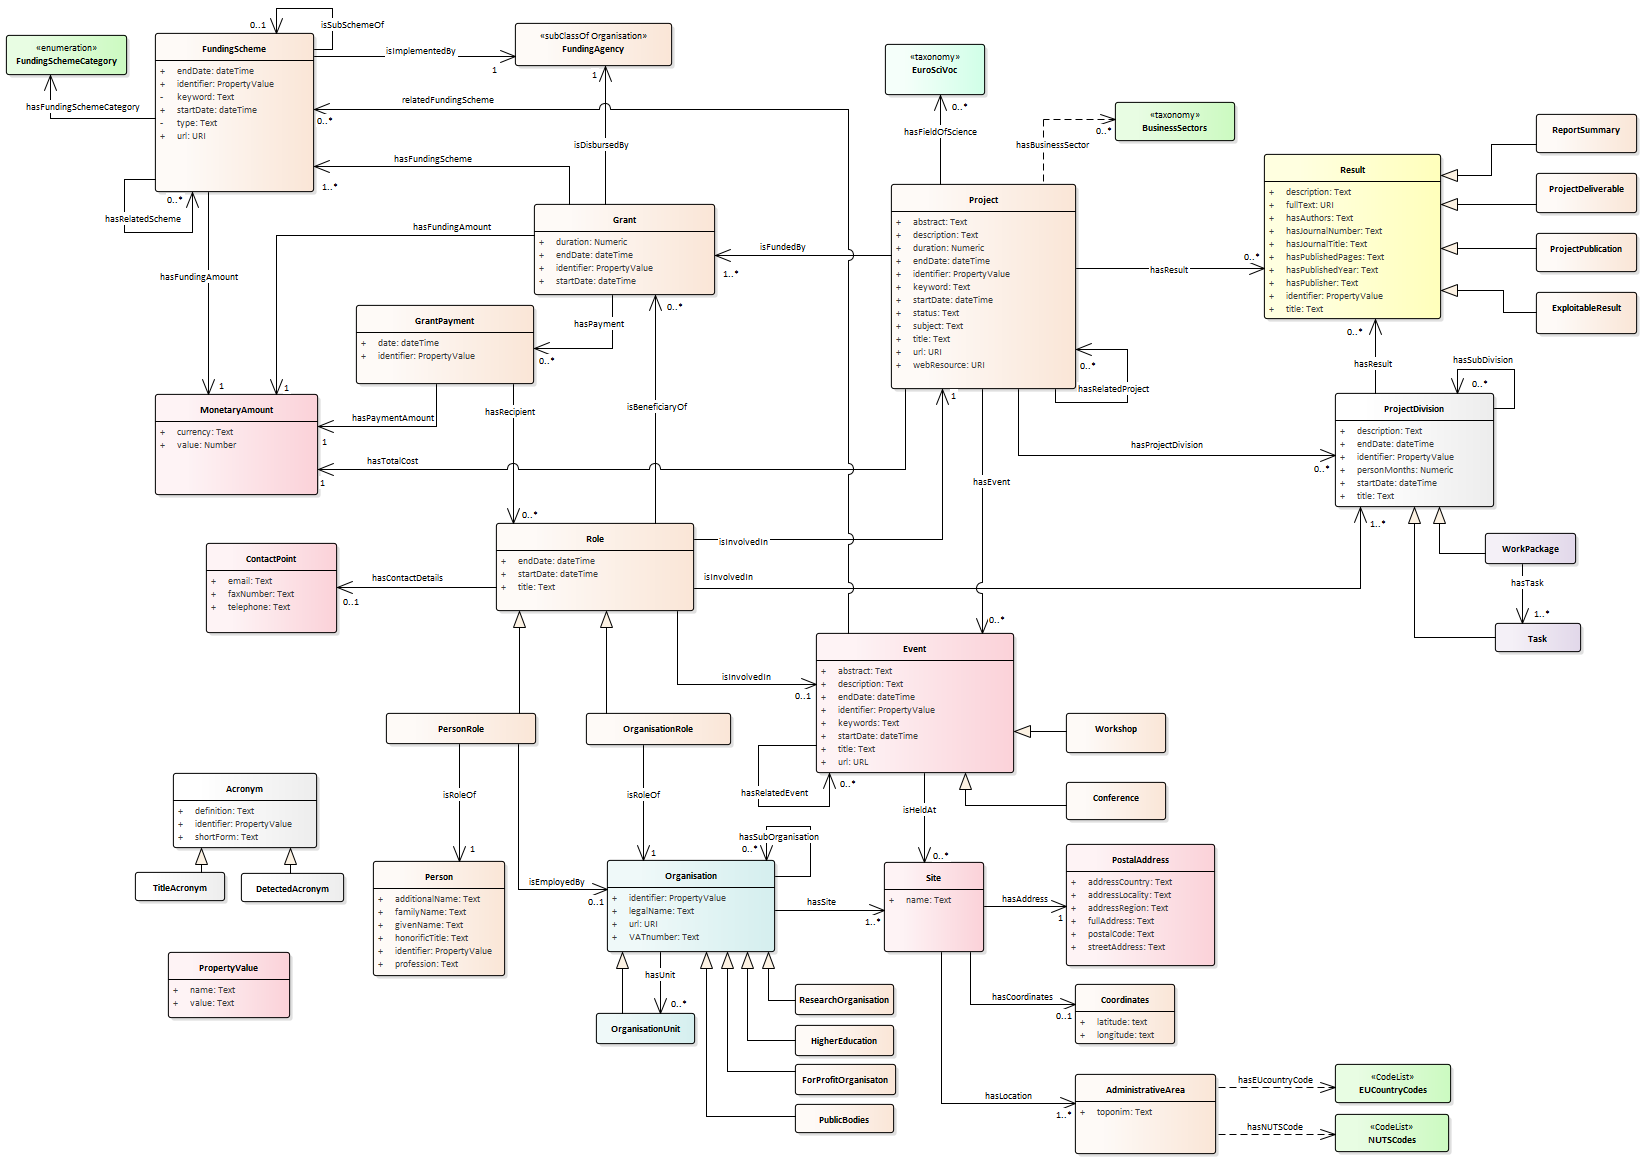 «enumeration»
FundingSchemeCategory
hasFundingSchemeCategory
0..1
isSubSchemeOf
FundingScheme
+ endDate: dateTime
+ identifier: PropertyValue
- keyword: Text
+ startDate: dateTime
- type: Text
+ url: URI
isImplementedBy
1
«subClassOf Organisation»
FundingAgency
1
relatedFundingScheme
0..*
isDisbursedBy
hasFundingScheme
1..*
0..*
hasRelatedScheme
hasFundingAmount
hasFundingAmount
Grant
+ duration: Numeric
+ endDate: dateTime
+ identifier: PropertyValue
+ startDate: dateTime
isFundedBy
1..*
«taxonomy»
EuroSciVoc
0..*
hasFieldOfScience
«taxonomy»
BusinessSectors
0..*
hasBusinessSector
Project
+ abstract: Text
+ description: Text
+ duration: Numeric
+ endDate: dateTime
+ identifier: PropertyValue
+ keyword: Text
+ startDate: dateTime
+ status: Text
+ subject: Text
+ title: Text
+ url: URI
+ webResource: URI
0..*
hasRelatedProject
hasResult
0..*
Result
+ description: Text
+ fullText: URI
+ hasAuthors: Text
+ hasJournalNumber: Text
+ hasJournalTitle: Text
+ hasPublishedPages: Text
+ hasPublishedYear: Text
+ hasPublisher: Text
+ identifier: PropertyValue
+ title: Text
ReportSummary
ProjectDeliverable
ProjectPublication
ExploitableResult
0..*
hasResult
hasSubDivision
0..*
GrantPayment
+ date: dateTime
+ identifier: PropertyValue
hasPayment
0..*
0..*
1
1
MonetaryAmount
+ currency: Text
+ value: Number
hasPaymentAmount
1
hasRecipient
isBeneficiaryOf
hasTotalCost
1
1
hasEvent
hasProjectDivision
0..*
ProjectDivision
+ description: Text
+ endDate: dateTime
+ identifier: PropertyValue
+ personMonths: Numeric
+ startDate: dateTime
+ title: Text
1..*
WorkPackage
hasTask
1..*
Task
0..*
Role
+ endDate: dateTime
+ startDate: dateTime
+ title: Text
isInvolvedIn
isInvolvedIn
ContactPoint
+ email: Text
+ faxNumber: Text
+ telephone: Text
hasContactDetails
0..1
0..*
Event
+ abstract: Text
+ description: Text
+ endDate: dateTime
+ identifier: PropertyValue
+ keywords: Text
+ startDate: dateTime
+ title: Text
+ url: URL
isInvolvedIn
0..1
hasRelatedEvent
0..*
Workshop
Conference
isHeldAt
0..*
PersonRole
OrganisationRole
isRoleOf
1
isRoleOf
1
Acronym
+ definition: Text
+ identifier: PropertyValue
+ shortForm: Text
TitleAcronym
DetectedAcronym
PropertyValue
+ name: Text
+ value: Text
Person
+ additionalName: Text
+ familyName: Text
+ givenName: Text
+ honorificTitle: Text
+ identifier: PropertyValue
+ profession: Text
isEmployedBy
0..1
hasSubOrganisation
0..*
Organisation
+ identifier: PropertyValue
+ legalName: Text
+ url: URI
+ VATnumber: Text
hasUnit
0..*
OrganisationUnit
ResearchOrganisation
HigherEducation
ForProfitOrganisaton
PublicBodies
hasSite
1..*
Site
+ name: Text
hasAddress
1
PostalAddress
+ addressCountry: Text
+ addressLocality: Text
+ addressRegion: Text
+ fullAddress: Text
+ postalCode: Text
+ streetAddress: Text
hasCoordinates
0..1
Coordinates
+ latitude: text
+ longitude: text
hasLocation
1..*
AdministrativeArea
+ toponim: Text
hasEUcountryCode
«CodeList»
EUCountryCodes
hasNUTSCode
«CodeList»
NUTSCodes